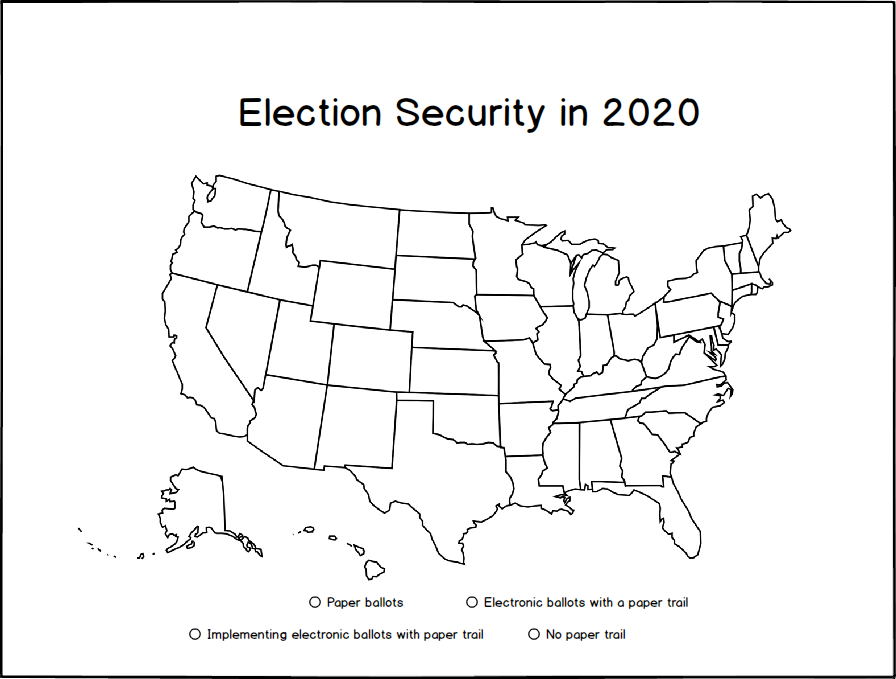 Election Security in 2020
Paper ballots
Electronic ballots with a paper trail
Implementing electronic ballots with paper trail
No paper trail